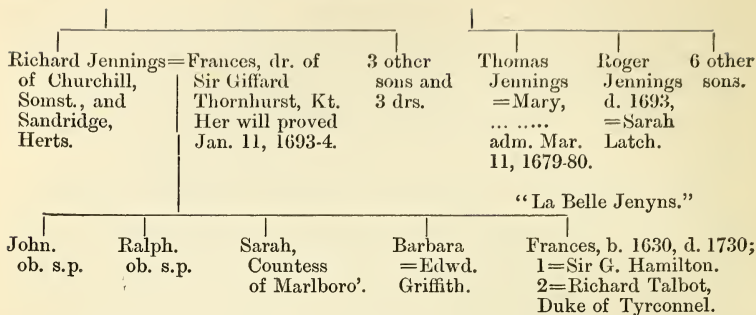 Richard Jennings=Frances, dr. of
of Churchill,
Somst., and
Sandridge,
Herts.
Sir Giffard
Thornhurst, Kt.
Her will proved
Jan. 11, 1693-4.
3 other
sons and
3 drs.
Thomas
Jennings
=Mary,
... .....
adm. Mar.
11, 1679-80.
Roger
Jennings
d. 1693,
=Sarah
Latch.
6 other
sons.
"La Belle Jenyns."
John.
ob. s.p.
Ralph.
ob. s.p.
Sarah,
Countess
of Marlboro'.
Barbara
=Edwd.
Griffith.
Frances, b. 1630, d. 1730;
1=Sir G. Hamilton.
2=Richard Talbot,
Duke of Tyrconnel.